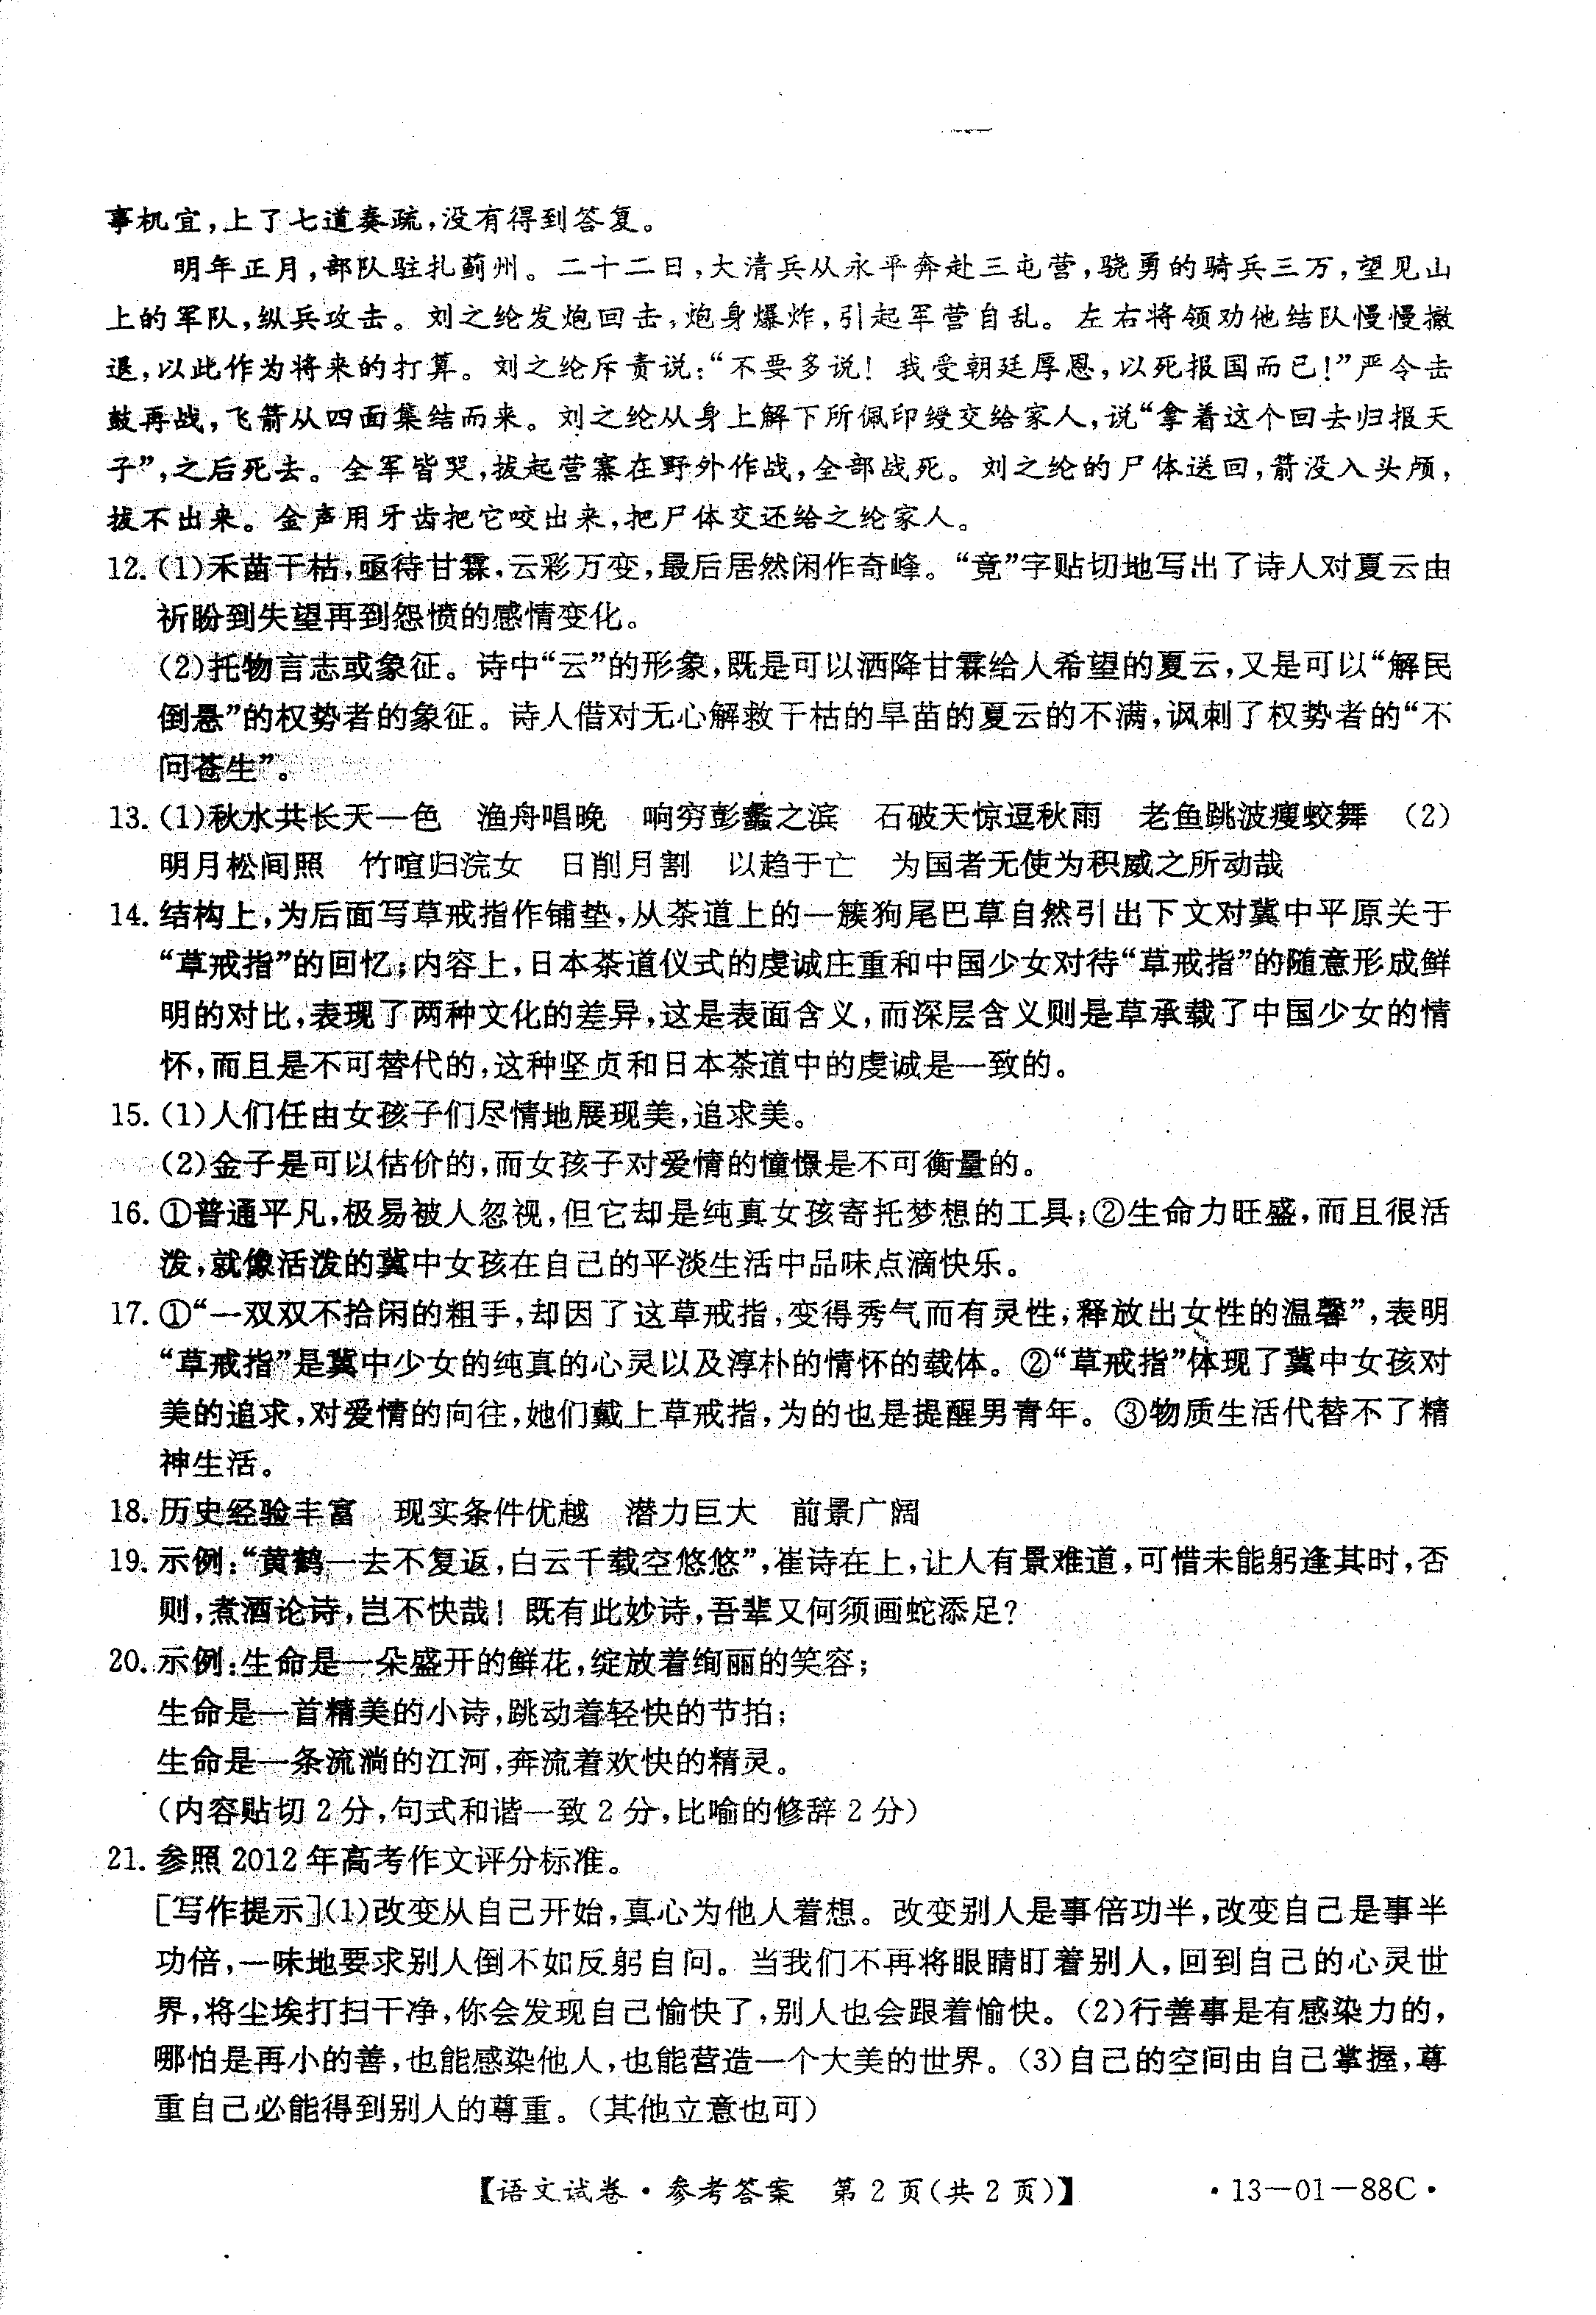 事机宜,上了七道奏疏,没有得到答复。
明年正月,部队驻扎蓟州。二十二日,大清兵从永平奔赴三屯营,骁勇的骑兵三万,望见山
上的军队,纵兵攻击。刘之纶发炮回击,炮身爆炸,引起军营自乱。左右将领劝他结队慢慢撤
退,以此作为将来的打算。刘之纶斥责说:“不要多说!我受朝廷厚恩,以死报国而已!”严令击
鼓再战,飞箭从四面集结而来。刘之纶从身上解下所佩印绶交给家人,说“拿着这个回去归报天
子”,之后死去。全军皆哭,拔起营寨在野外作战,全部战死。刘之纶的尸体送回,箭没入头颅,
拔不出来。金声用牙齿把它咬出来,把尸体交还给之纶家人。
12.(1)禾苗干枯,亟待甘霖,云彩万变,最后居然闲作奇峰。“竟”字贴切地写出了诗人对夏云由
祈盼到失望再到怨愤的感情变化。
(2)托物言志或象征。诗中“云”的形象,既是可以洒降甘霖给人希望的夏云,又是可以“解民
倒悬”的权势者的象征。诗人借对无心解救干枯的旱苗的夏云的不满,讽刺了权势者的“不
问苍生”。
13.(1)秋水共长天一色 渔舟唱晚 响穷彭蠡之滨 石破天惊逗秋雨 老鱼跳波瘦蛟舞 (2)
明月松间照 竹喧归浣女 日削月割 以趋于亡 为国者无使为积威之所动哉
14.结构上,为后面写草戒指作铺垫,从茶道上的一簇狗尾巴草自然引出下文对冀中平原关于
“草戒指”的回忆;内容上,日本茶道仪式的虔诚庄重和中国少女对待“草戒指”的随意形成鲜
明的对比,表现了两种文化的差异,这是表面含义,而深层含义则是草承载了中国少女的情
怀,而且是不可替代的,这种坚贞和日本茶道中的虔诚是一致的。
15.(1)人们任由女孩子们尽情地展现美,追求美。
(2)金子是可以估价的,而女孩子对爱情的憧憬是不可衡量的。
16.①普通平凡,极易被人忽视,但它却是纯真女孩寄托梦想的工具;②生命力旺盛,而且很活
泼,就像活泼的冀中女孩在自己的平淡生活中品味点滴快乐。
17.①“一双双不拾闲的粗手,却因了这草戒指,变得秀气而有灵性,释放出女性的温馨”,表明
“草戒指”是冀中少女的纯真的心灵以及淳朴的情怀的载体。②“草戒指”体现了冀中女孩对
美的追求,对爱情的向往,她们戴上草戒指,为的也是提醒男青年。③物质生活代替不了精
神生活。
18.历史经验丰富 现实条件优越 潜力巨大 前景广阔
19.示例:“黄鹤一去不复返,白云千载空悠悠”,崔诗在上,让人有景难道,可惜未能躬逢其时,否
则,煮酒论诗,岂不快哉!既有此妙诗,吾辈又何须画蛇添足?
20.示例:生命是一朵盛开的鲜花,绽放着绚丽的笑容;
生命是一首精美的小诗,跳动着轻快的节拍;
生命是一条流淌的江河,奔流着欢快的精灵。
(内容贴切2分,句式和谐一致2分,比喻的修辞2分)
21.参照2012年高考作文评分标准。
[写作提示](1)改变从自己开始,真心为他人着想。改变别人是事倍功半,改变自己是事半
功倍,一味地要求别人倒不如反躬自问。当我们不再将眼睛盯着别人,回到自己的心灵世
界,将尘埃打扫干净,你会发现自己愉快了,别人也会跟着愉快。(2)行善事是有感染力的,
哪怕是再小的善,也能感染他人,也能营造一个大美的世界。(3)自己的空间由自己掌握,尊
重自己必能得到别人的尊重。(其他立意也可)
【语文试卷·参考答案 第2页(共2页)】 ·13-01-88C·